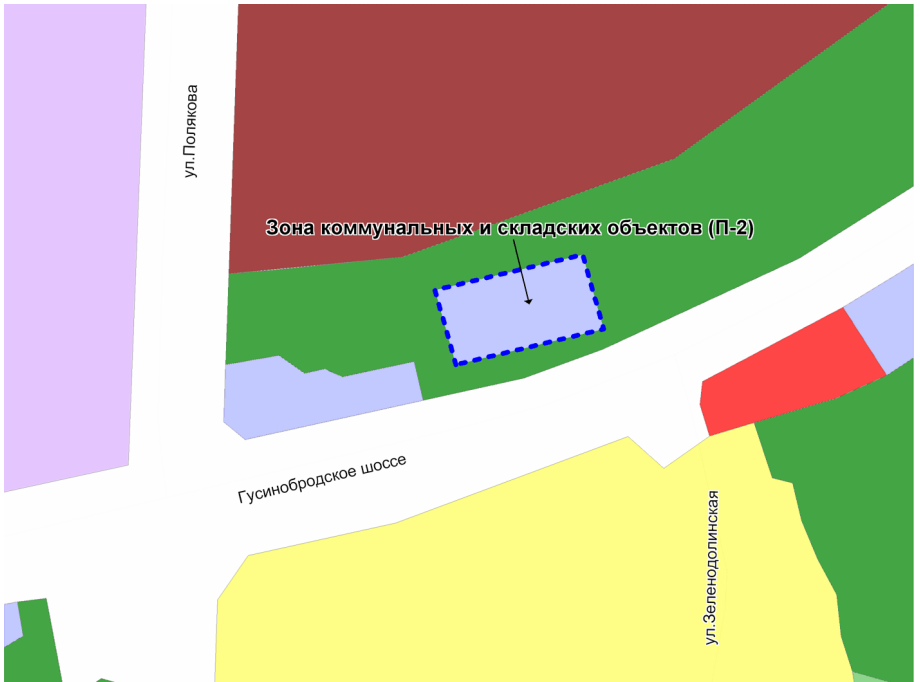 ул.Полякова
Зона коммунальных и складских объектов (П-2)
Гусинобродское шоссе
ул.Зеленодолинская